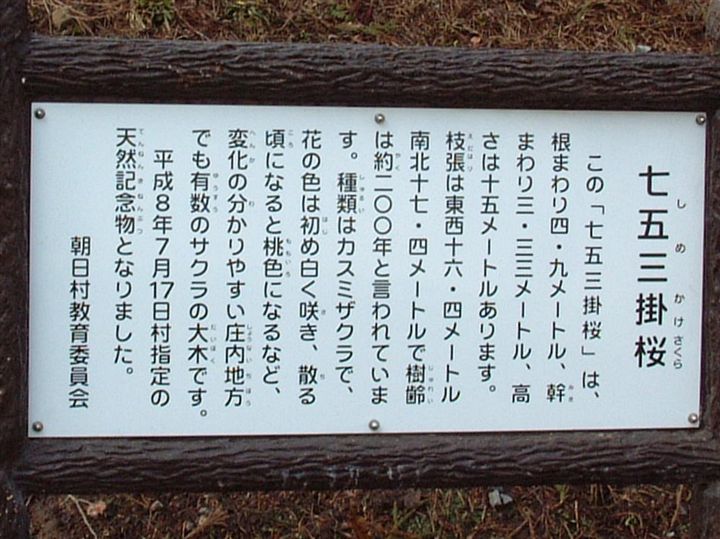 七五三掛桜
この「七五三掛桜」は、
根まわり四・九メートル、幹
まわり三・三三メートル、高
さは十五メートルあります。
枝張は東西十六・四メートル
南北十七・四メートルで樹齢
は約二〇〇年と言われていま
す。種類はカスミザクラで、
花の色は初め白く咲き、散る
頃になると桃色になるなど、
変化の分かりやすい庄内地方
でも有数のサクラの大木です。
平成8年7月17日村指定の
天然記念物となりました。
朝日村教育委員会